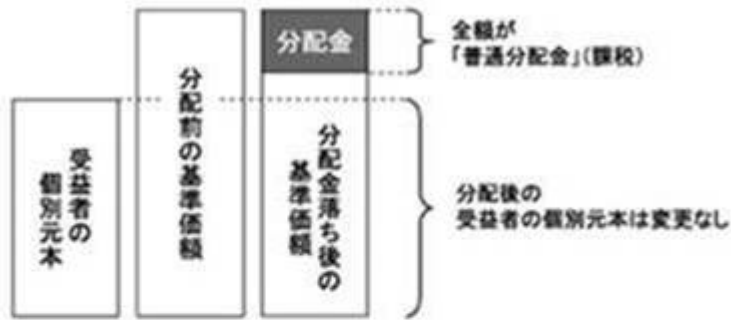 受益者の
個別元本
分配前の基準価額
分配金
分配金落ち後の
基準価額
全額が
「普通分配金」(課税)
分配後の
受益者の個別元本は変更なし